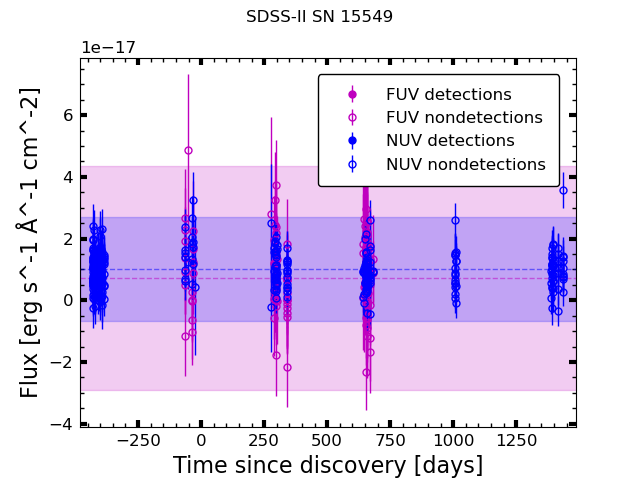 SDSS-II SN 15549
1e−17
FUV detections
FUV nondetections
NUV detections
NUV nondetections
6
4
2
0
−2
−4
Flux [erg s^-1 Å^-1 cm^-2]
−250 0 250 500 750 1000 1250
Time since discovery [days]